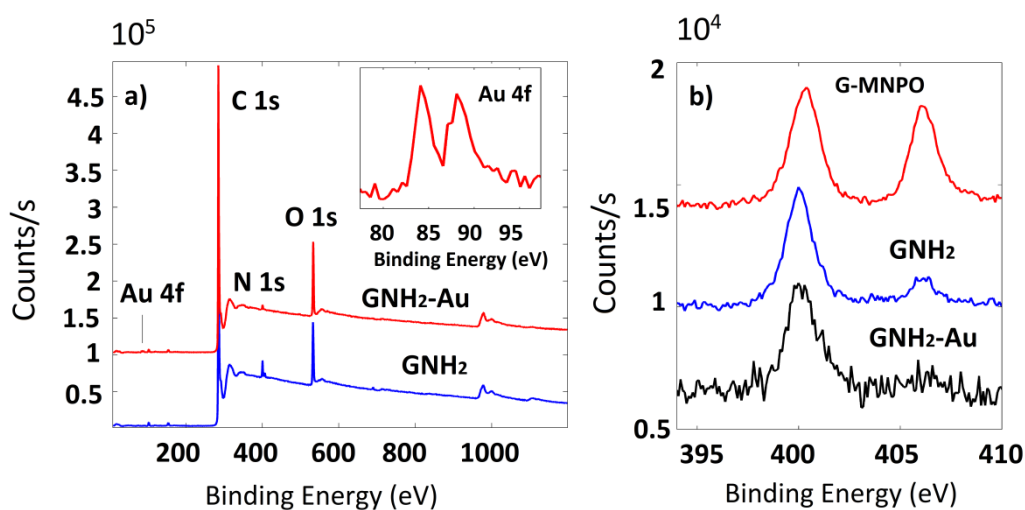 10⁵
a)
4.5
4
3.5
3
2.5
2
1.5
1
0.5
Counts/s
C 1s
O 1s
N 1s
Au 4f
GNH₂-Au
GNH₂
Au 4f
80 85 90 95
Binding Energy (eV)
200 400 600 800 1000
Binding Energy (eV)
10⁴
b)
2
1.5
1
0.5
Counts/s
G-MNPO
GNH₂
GNH₂-Au
395 400 405 410
Binding Energy (eV)